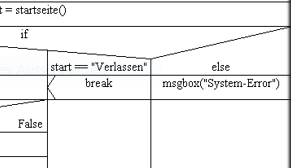 t = startseite()
if
start == "Verlassen"
else
break
msgbox("System-Error")
False